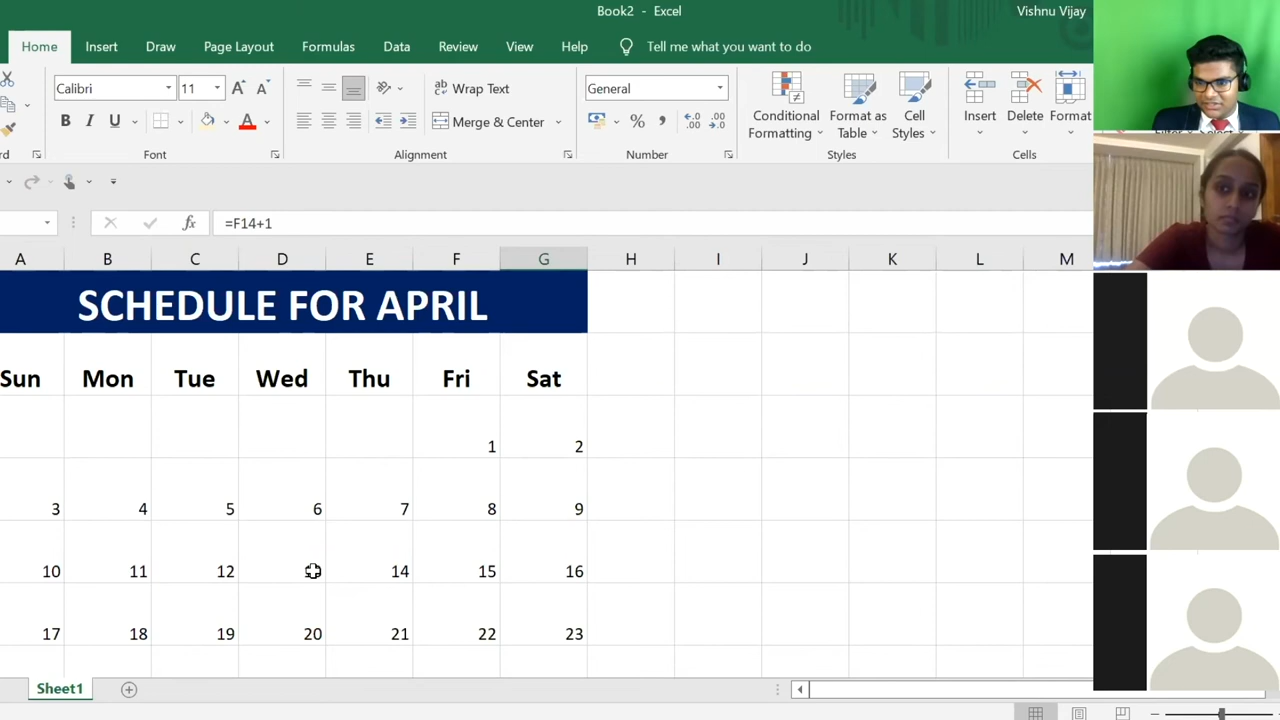 Book2 - Excel
Vishnu Vijay
Home Insert Draw Page Layout Formulas Data Review View Help Tell me what you want to do
Calibri 11 Wrap Text General Conditional Formatting Format as Table Cell Styles Insert Delete Format
B I U Merge & Center
Font Alignment Number Styles Cells
=F14+1
A B C D E F G H I J K L M
SCHEDULE FOR APRIL
Sun Mon Tue Wed Thu Fri Sat
1 2
3 4 5 6 7 8 9
10 11 12 14 15 16
17 18 19 20 21 22 23
Sheet1